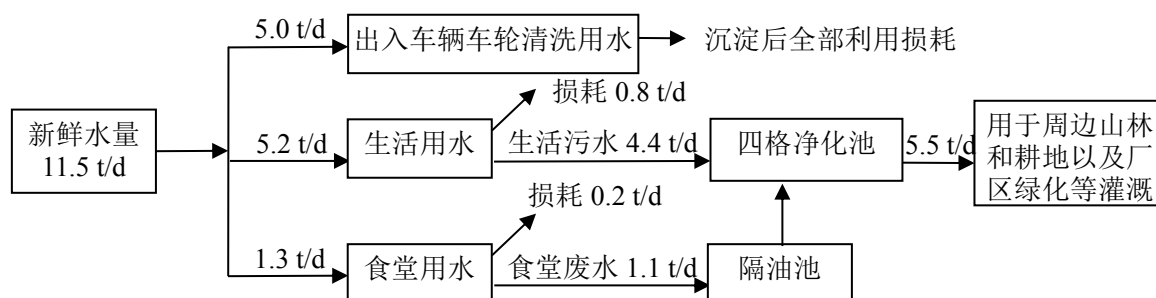 5.0 t/d
出入车辆车轮清洗用水
沉淀后全部利用损耗
损耗 0.8 t/d
新鲜水量
11.5 t/d
5.2 t/d
生活用水
生活污水 4.4 t/d
四格净化池
5.5 t/d
用于周边山林
和耕地以及厂
区绿化等灌溉
损耗 0.2 t/d
1.3 t/d
食堂用水
食堂废水 1.1 t/d
隔油池